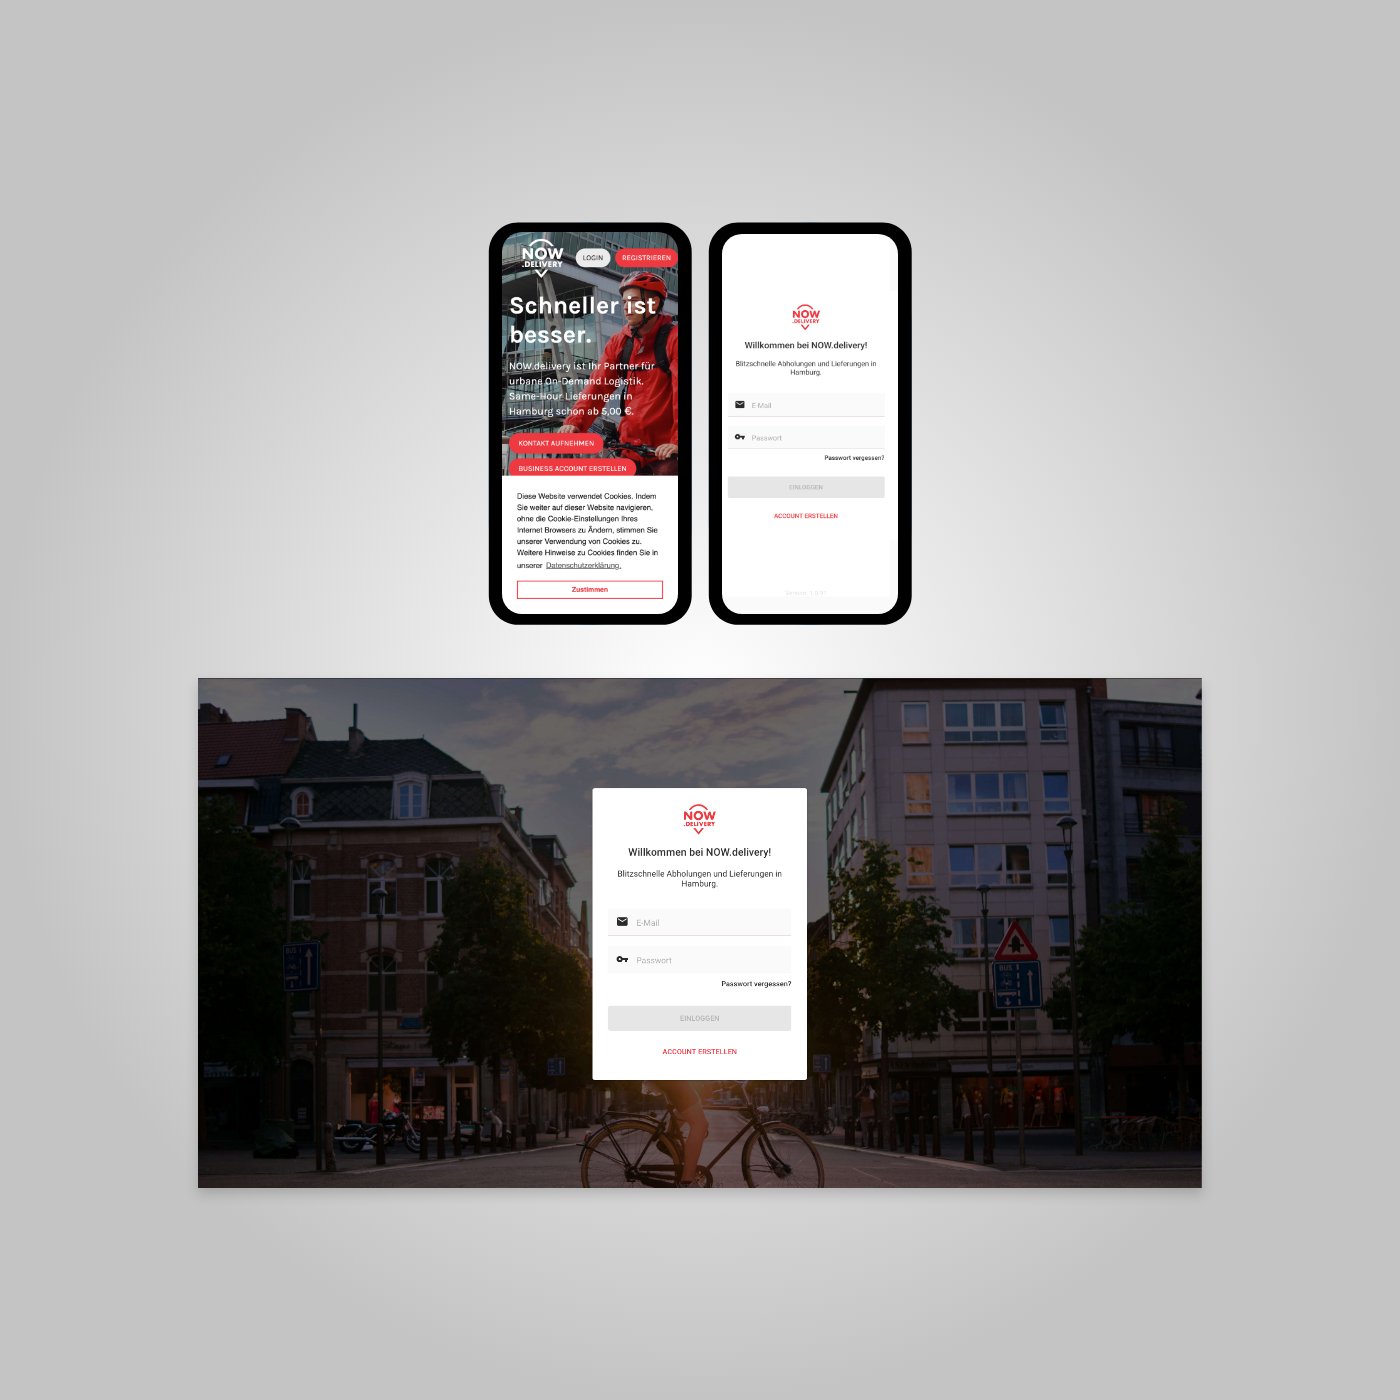 NOW
.DELIVERY
LOGIN
REGISTRIEREN
Schneller ist
besser.
NOW.delivery ist Ihr Partner für
urbane On-Demand Logistik.
Same-Hour Lieferungen in
Hamburg schon ab 5,00 €.
KONTAKT AUFNEHMEN
BUSINESS ACCOUNT ERSTELLEN
Diese Website verwendet Cookies. Indem
Sie weiter auf dieser Website navigieren,
ohne die Cookie-Einstellungen Ihres
Internet Browsers zu Ändern, stimmen Sie
unserer Verwendung von Cookies zu.
Weitere Hinweise zu Cookies finden Sie in
unserer Datenschutzerklärung.
Zustimmen
NOW
.DELIVERY
Willkommen bei NOW.delivery!
Blitzschnelle Abholungen und Lieferungen in
Hamburg.
E-Mail
Passwort
Passwort vergessen?
EINLOGGEN
ACCOUNT ERSTELLEN
NOW
.DELIVERY
Willkommen bei NOW.delivery!
Blitzschnelle Abholungen und Lieferungen in
Hamburg.
E-Mail
Passwort
Passwort vergessen?
EINLOGGEN
ACCOUNT ERSTELLEN
BUS